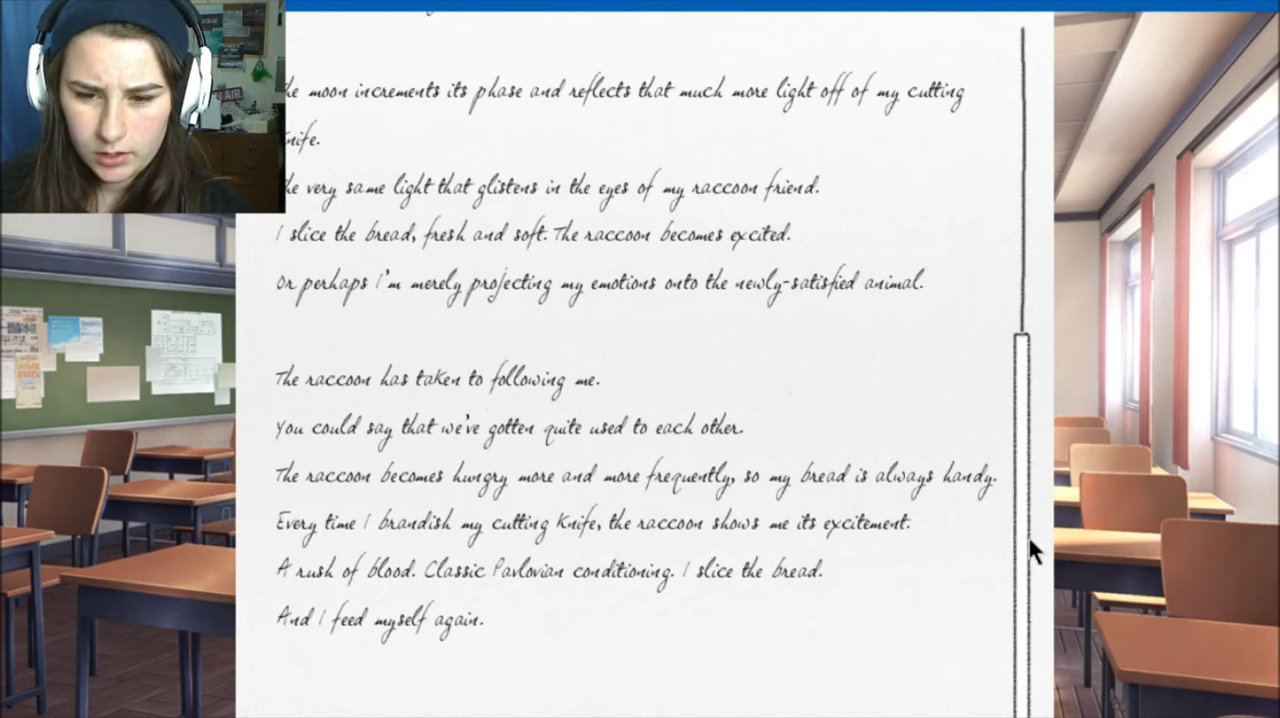 he moon increments its phase and reflects that much more light off of my cutting
knife.
he very same light that glistens in the eyes of my raccoon friend.
I slice the bread, fresh and soft. The raccoon becomes excited.
Or perhaps I'm merely projecting my emotions onto the newly-satisfied animal.
The raccoon has taken to following me.
You could say that we've gotten quite used to each other.
The raccoon becomes hungry more and more frequently, so my bread is always handy.
Every time I brandish my cutting knife, the raccoon shows me its excitement.
A rush of blood. Classic Pavlovian conditioning. I slice the bread.
And I feed myself again.